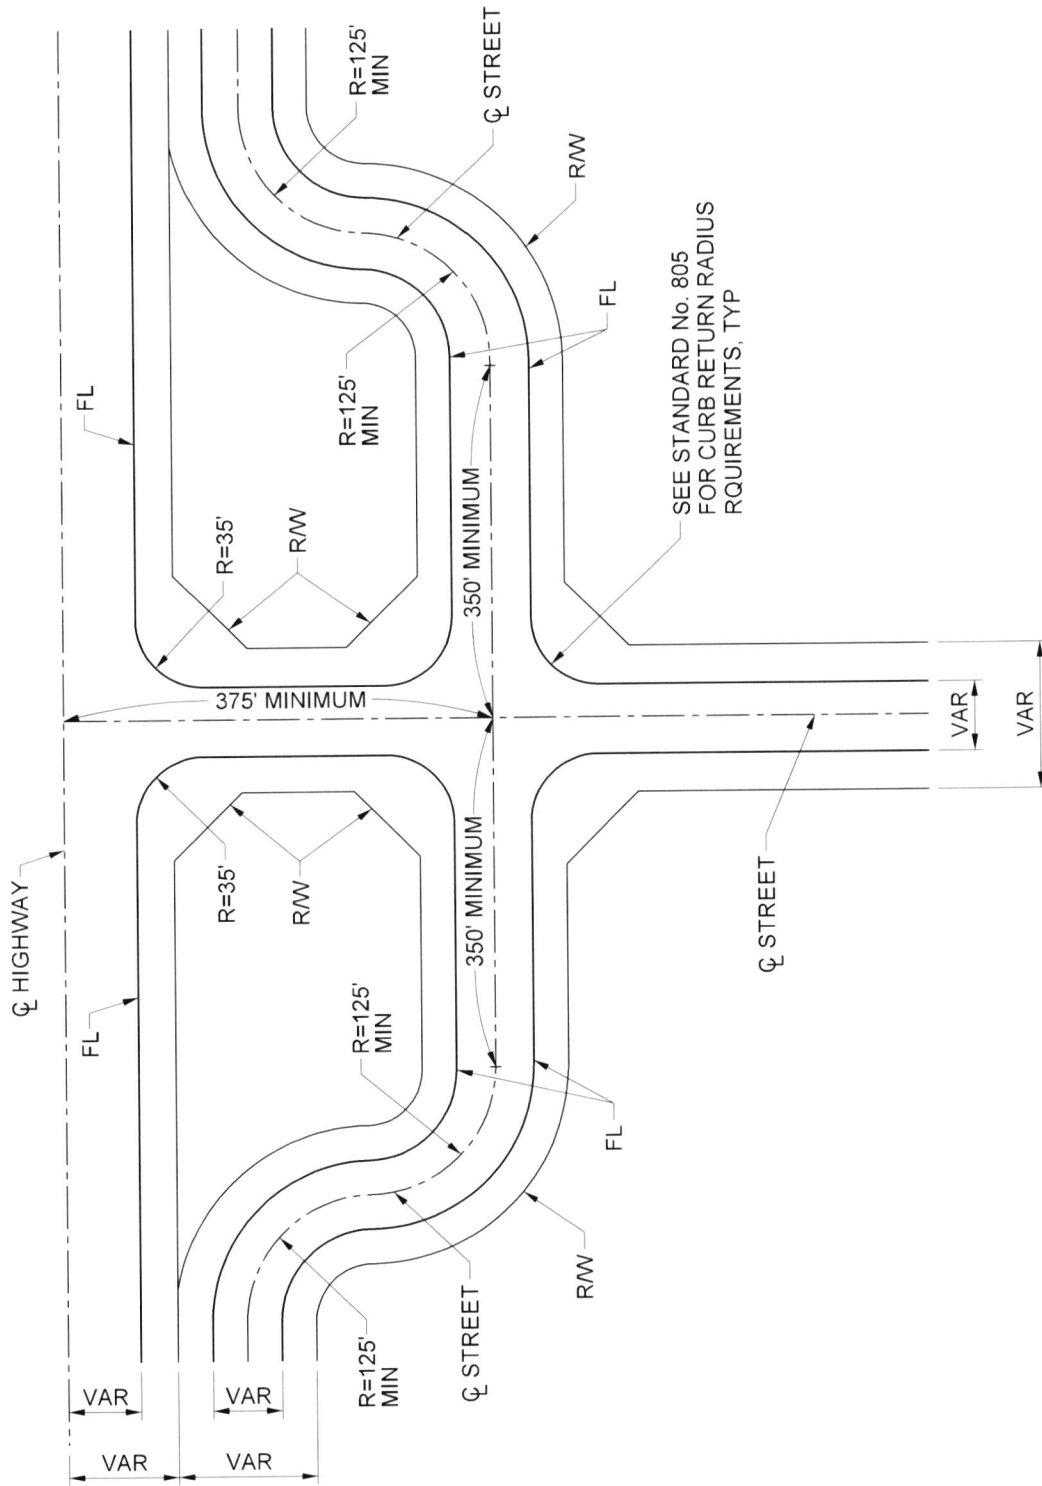 ℄ HIGHWAY
FL
FL
R=35'
R=35'
R/W
R/W
375' MINIMUM
350' MINIMUM
350' MINIMUM
R=125'
MIN
R=125'
MIN
R=125'
MIN
R=125'
MIN
℄ STREET
℄ STREET
℄ STREET
R/W
R/W
FL
FL
SEE STANDARD No. 805
FOR CURB RETURN RADIUS
RQUIREMENTS, TYP
VAR
VAR
VAR
VAR
VAR
VAR